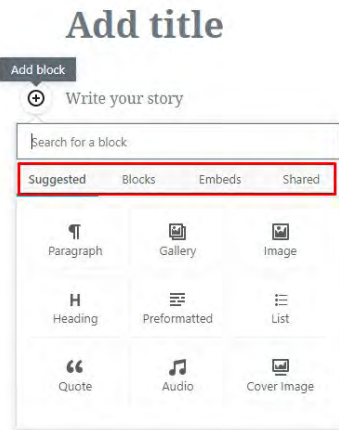 Add title
Add block
Write your story
Search for a block
Suggested Blocks Embeds Shared
Paragraph Gallery Image
Heading Preformatted List
Quote Audio Cover Image